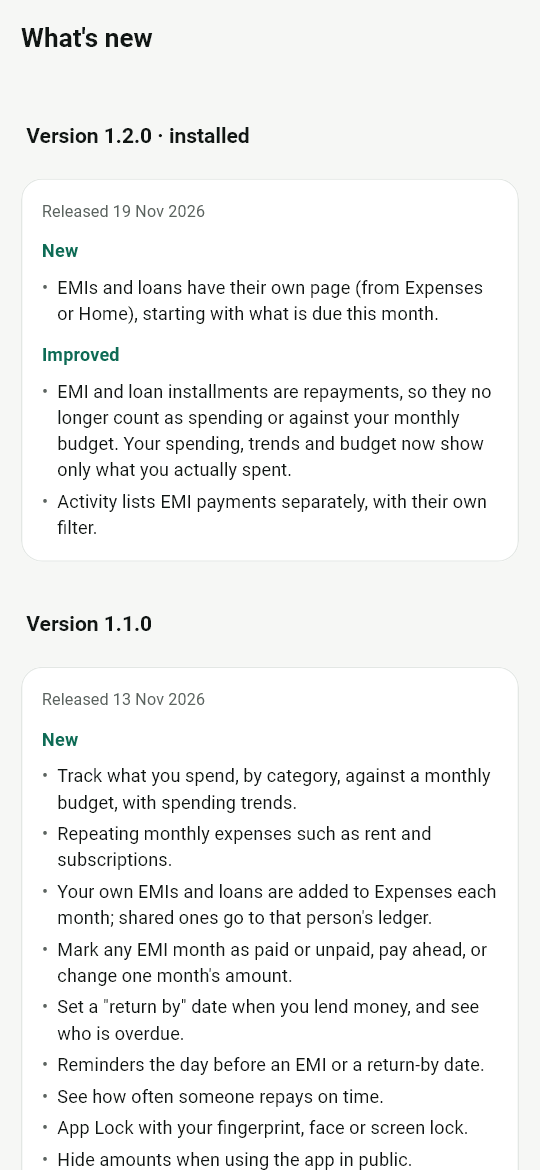 What's new
Version 1.2.0 · installed
Released 19 Nov 2026
New
• EMIs and loans have their own page (from Expenses
or Home), starting with what is due this month.
Improved
• EMI and loan installments are repayments, so they no
longer count as spending or against your monthly
budget. Your spending, trends and budget now show
only what you actually spent.
• Activity lists EMI payments separately, with their own
filter.
Version 1.1.0
Released 13 Nov 2026
New
• Track what you spend, by category, against a monthly
budget, with spending trends.
• Repeating monthly expenses such as rent and
subscriptions.
• Your own EMIs and loans are added to Expenses each
month; shared ones go to that person's ledger.
• Mark any EMI month as paid or unpaid, pay ahead, or
change one month's amount.
• Set a "return by" date when you lend money, and see
who is overdue.
• Reminders the day before an EMI or a return-by date.
• See how often someone repays on time.
• App Lock with your fingerprint, face or screen lock.
• Hide amounts when using the app in public.